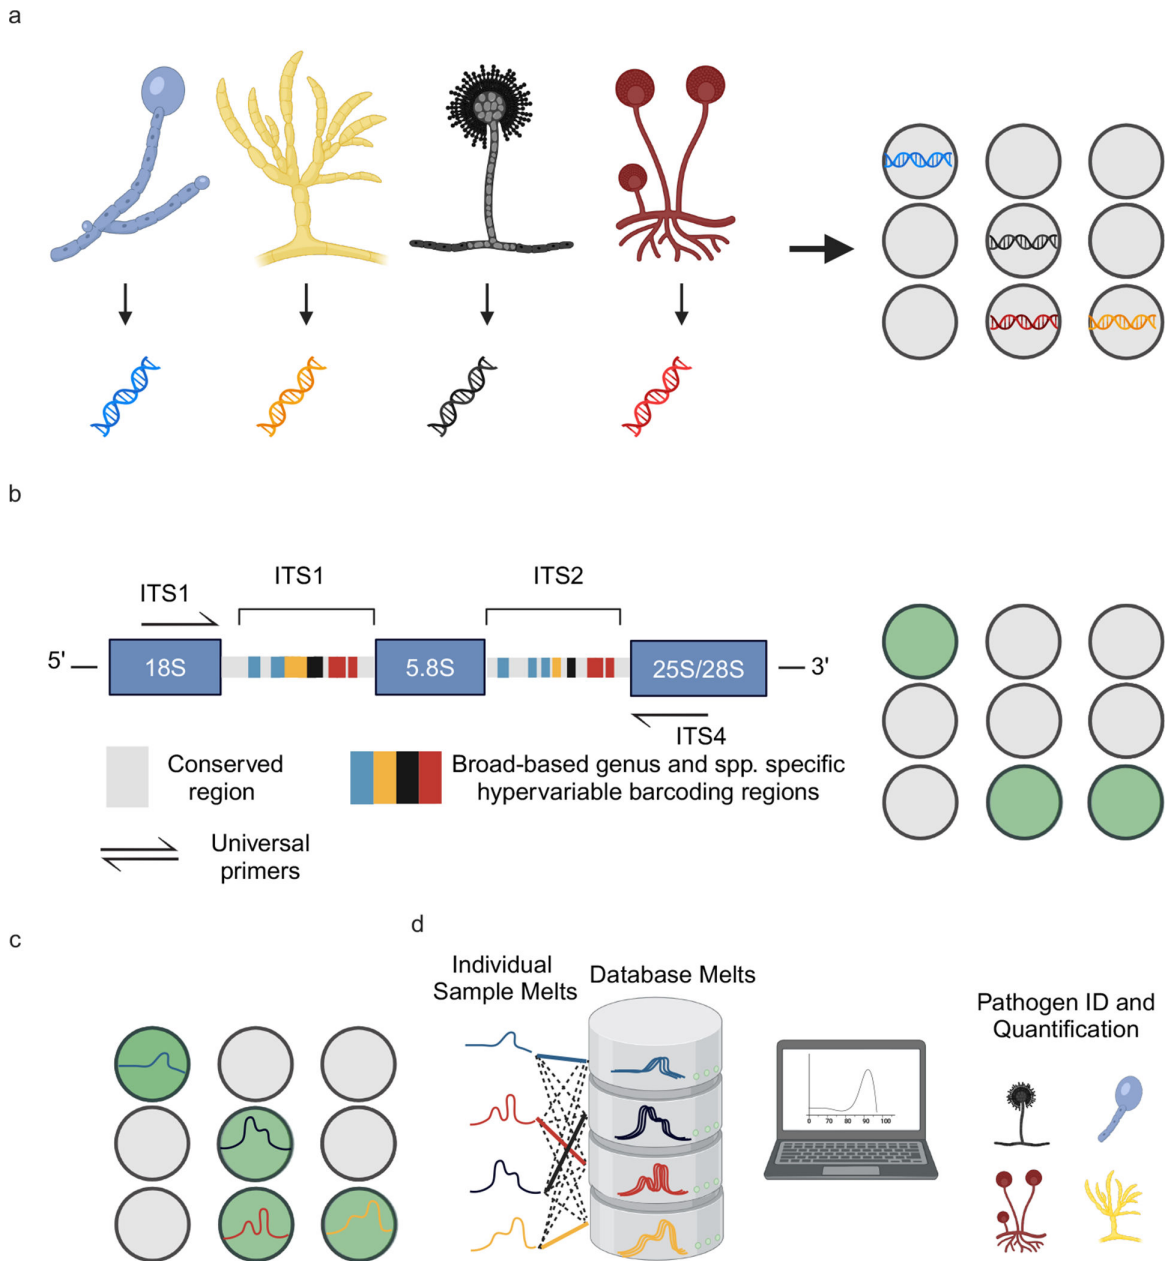 a
b
ITS1
ITS1
ITS2
5'
18S
5.8S
25S/28S
3'
ITS4
Conserved
region
Broad-based genus and spp. specific
hypervariable barcoding regions
Universal
primers
c
d
Individual
Sample Melts
Database Melts
Pathogen ID and
Quantification
0 70 80 90 100